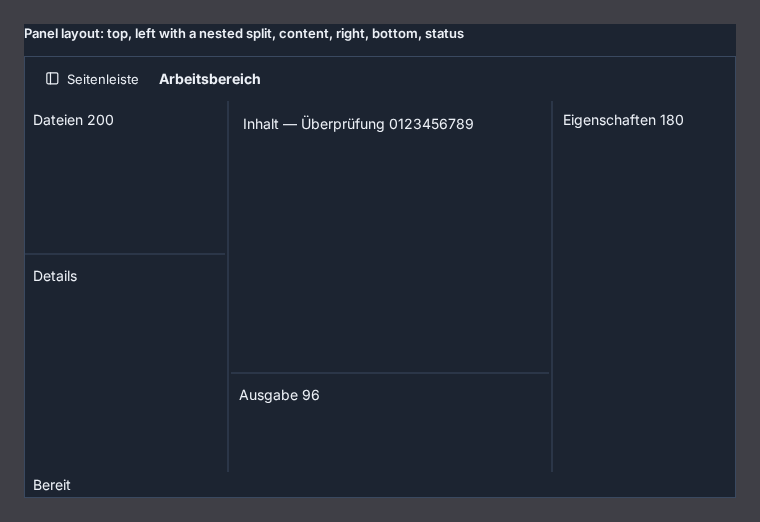 Panel layout: top, left with a nested split, content, right, bottom, status
Seitenleiste Arbeitsbereich
Dateien 200
Inhalt — Überprüfung 0123456789
Eigenschaften 180
Details
Ausgabe 96
Bereit